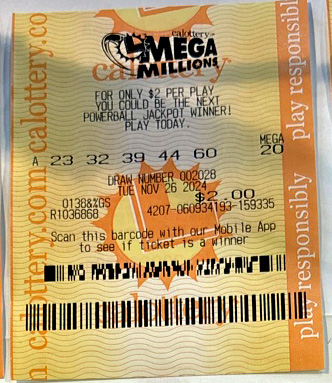 calottery
MEGA
MILLIONS
FOR ONLY $2 PER PLAY
YOU COULD BE THE NEXT
POWERBALL JACKPOT WINNER!
PLAY TODAY.
MEGA
A 23 32 39 44 60 20
DRAW NUMBER 002028
TUE NOV 26 2024
$2.00
0138&%GS
R1036868 4207-060934193-159335
Scan this barcode with our Mobile App
to see if ticket is a winner
calottery.com
calottery.co
play responsibly
play responsibl